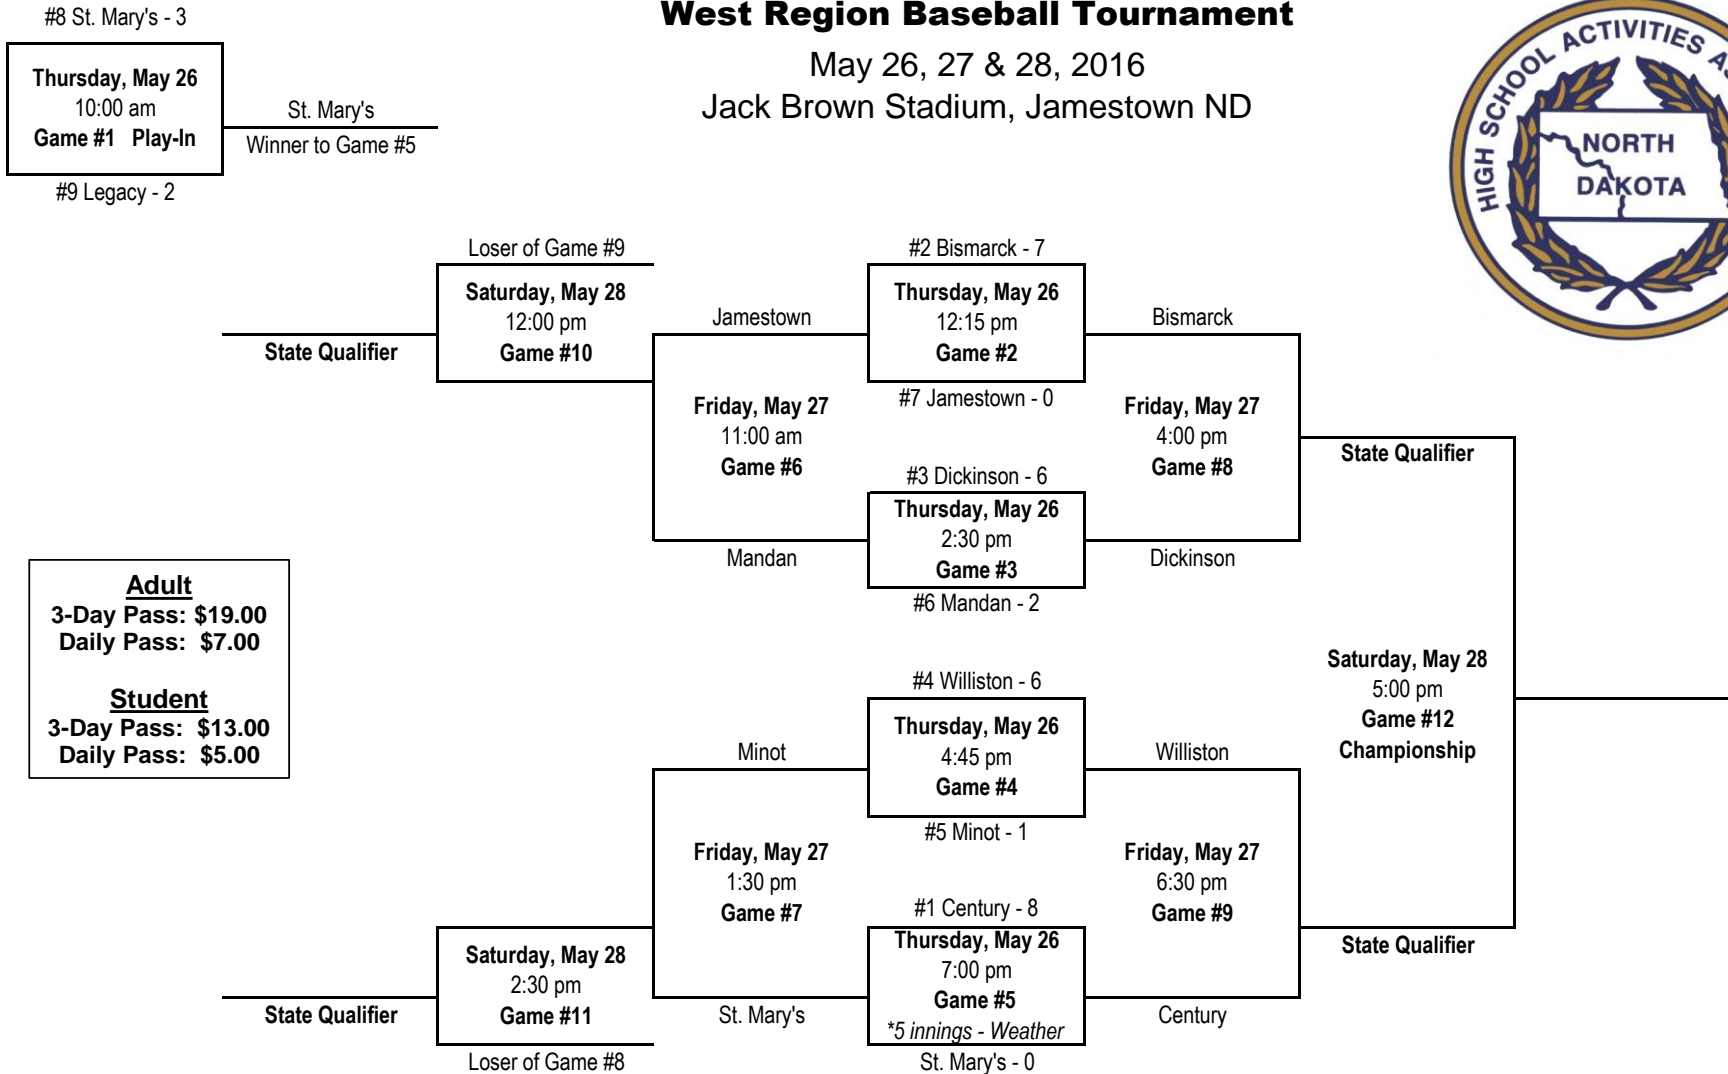 #8 St. Mary's - 3
Thursday, May 26
10:00 am
Game #1 Play-In
St. Mary's
Winner to Game #5
#9 Legacy - 2
West Region Baseball Tournament
May 26, 27 & 28, 2016
Jack Brown Stadium, Jamestown ND
HIGH SCHOOL ACTIVITIES
NORTH
DAKOTA
Loser of Game #9
Saturday, May 28
12:00 pm
Game #10
State Qualifier
Jamestown
Friday, May 27
11:00 am
Game #6
Mandan
#2 Bismarck - 7
Thursday, May 26
12:15 pm
Game #2
#7 Jamestown - 0
#3 Dickinson - 6
Thursday, May 26
2:30 pm
Game #3
#6 Mandan - 2
Bismarck
Friday, May 27
4:00 pm
Game #8
Dickinson
State Qualifier
Adult
3-Day Pass: $19.00
Daily Pass: $7.00
Student
3-Day Pass: $13.00
Daily Pass: $5.00
Saturday, May 28
5:00 pm
Game #12
Championship
Minot
Friday, May 27
1:30 pm
Game #7
St. Mary's
#4 Williston - 6
Thursday, May 26
4:45 pm
Game #4
#5 Minot - 1
#1 Century - 8
Thursday, May 26
7:00 pm
Game #5
*5 innings - Weather
St. Mary's - 0
Williston
Friday, May 27
6:30 pm
Game #9
Century
State Qualifier
Saturday, May 28
2:30 pm
Game #11
Loser of Game #8
State Qualifier